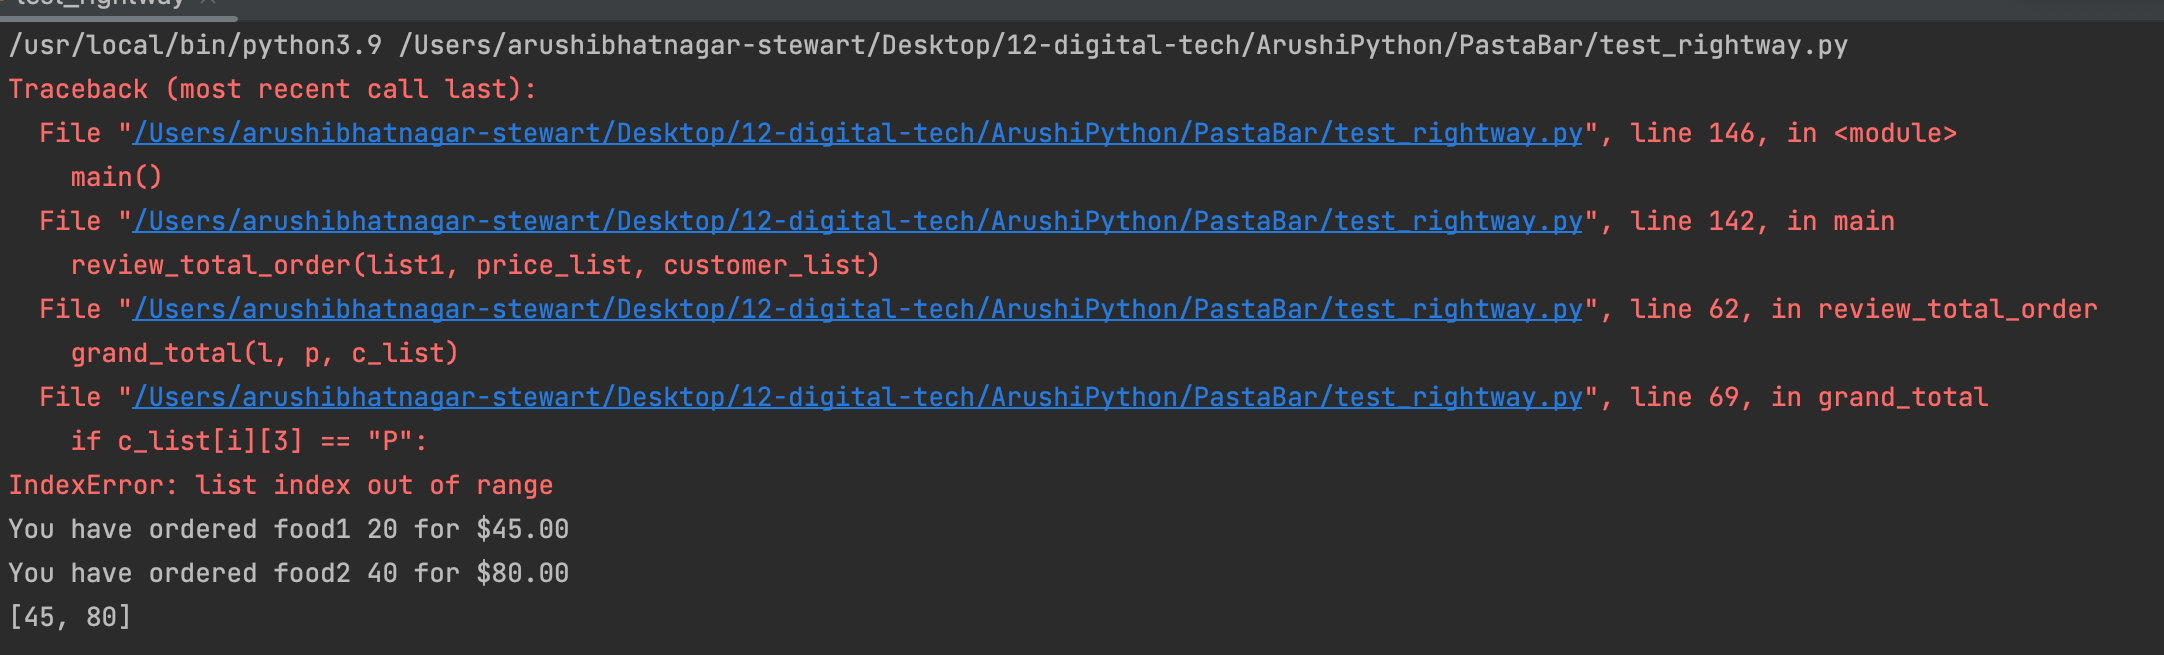 test_rightway ×
/usr/local/bin/python3.9 /Users/arushibhatnagar-stewart/Desktop/12-digital-tech/ArushiPython/PastaBar/test_rightway.py
Traceback (most recent call last):
  File "/Users/arushibhatnagar-stewart/Desktop/12-digital-tech/ArushiPython/PastaBar/test_rightway.py", line 146, in <module>
    main()
  File "/Users/arushibhatnagar-stewart/Desktop/12-digital-tech/ArushiPython/PastaBar/test_rightway.py", line 142, in main
    review_total_order(list1, price_list, customer_list)
  File "/Users/arushibhatnagar-stewart/Desktop/12-digital-tech/ArushiPython/PastaBar/test_rightway.py", line 62, in review_total_order
    grand_total(l, p, c_list)
  File "/Users/arushibhatnagar-stewart/Desktop/12-digital-tech/ArushiPython/PastaBar/test_rightway.py", line 69, in grand_total
    if c_list[i][3] == "P":
IndexError: list index out of range
You have ordered food1 20 for $45.00
You have ordered food2 40 for $80.00
[45, 80]